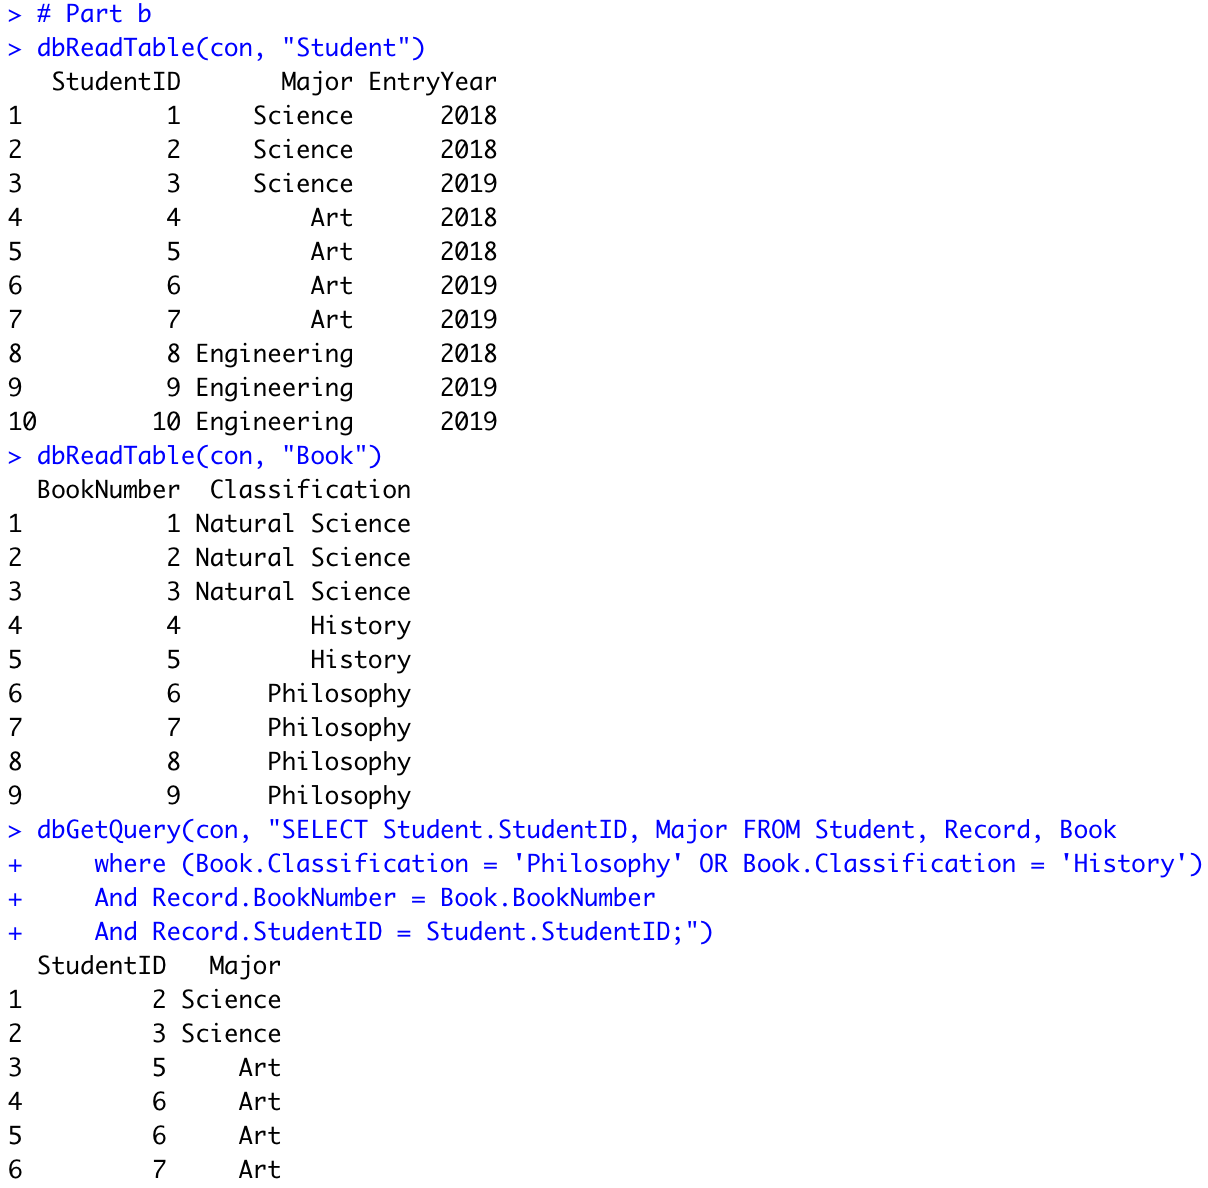 > # Part b
> dbReadTable(con, "Student")
   StudentID       Major EntryYear
1          1     Science      2018
2          2     Science      2018
3          3     Science      2019
4          4         Art      2018
5          5         Art      2018
6          6         Art      2019
7          7         Art      2019
8          8 Engineering      2018
9          9 Engineering      2019
10        10 Engineering      2019
> dbReadTable(con, "Book")
  BookNumber  Classification
1          1 Natural Science
2          2 Natural Science
3          3 Natural Science
4          4         History
5          5         History
6          6      Philosophy
7          7      Philosophy
8          8      Philosophy
9          9      Philosophy
> dbGetQuery(con, "SELECT Student.StudentID, Major FROM Student, Record, Book
+     where (Book.Classification = 'Philosophy' OR Book.Classification = 'History')
+     And Record.BookNumber = Book.BookNumber
+     And Record.StudentID = Student.StudentID;")
  StudentID   Major
1         2 Science
2         3 Science
3         5     Art
4         6     Art
5         6     Art
6         7     Art